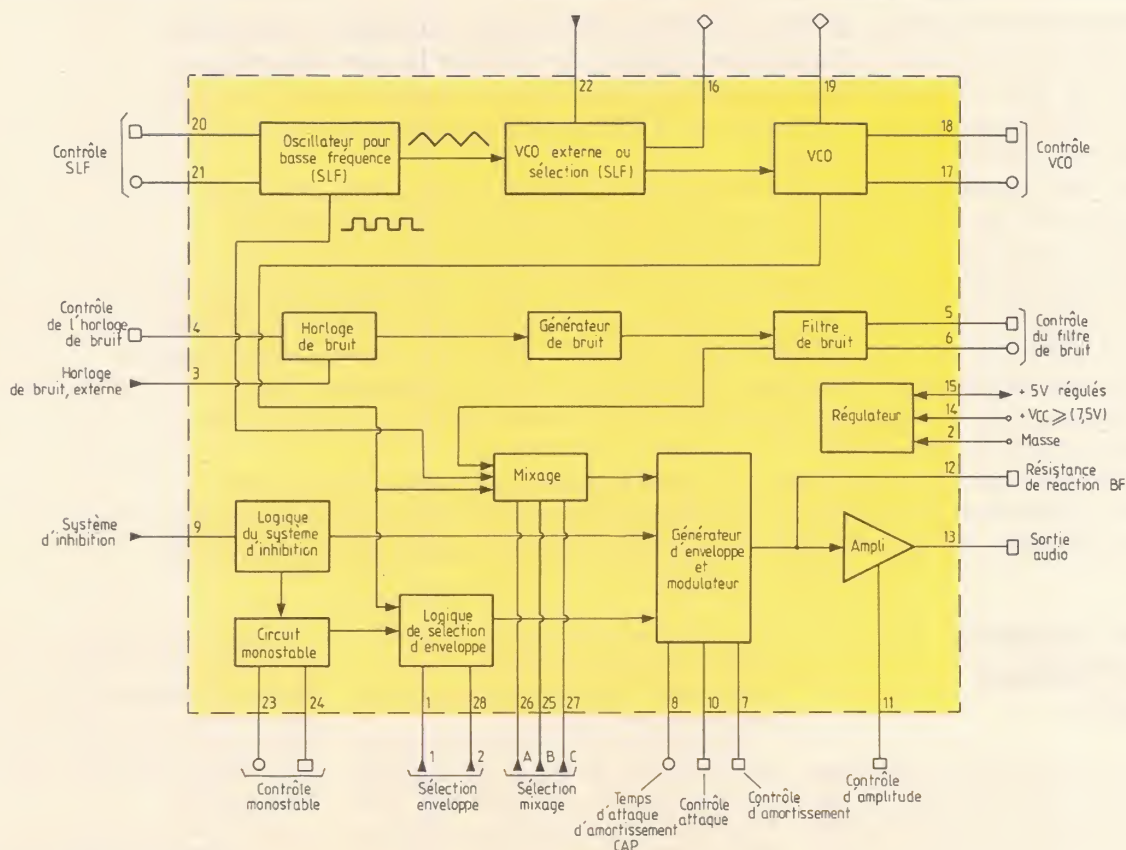 22
16
19
20
21
Contrôle
SLF
Oscillateur pour
basse fréquence
(SLF)
VCO externe ou
sélection (SLF)
VCO
18
17
Contrôle
VCO
Contrôle
de l'horloge
de bruit
4
Horloge
de bruit
Générateur
de bruit
Filtre
de bruit
5
6
Contrôle
du filtre
de bruit
Horloge
de bruit, externe
3
Régulateur
15
+ 5V régulés
14
+ VCC ⩾ (7,5V)
2
Masse
Mixage
12
Résistance
de réaction BF
Système
d'inhibition
9
Logique
du système
d'inhibition
Générateur
d'enveloppe
et
modulateur
Ampli
13
Sortie
audio
Circuit
monostable
Logique
de sélection
d'enveloppe
23
24
1
28
26
25
27
8
10
7
11
1
2
A
B
C
Contrôle
monostable
Sélection
enveloppe
Sélection
mixage
Temps
d'attaque
d'amortissement
CAP
Contrôle
attaque
Contrôle
d'amortissement
Contrôle
d'amplitude